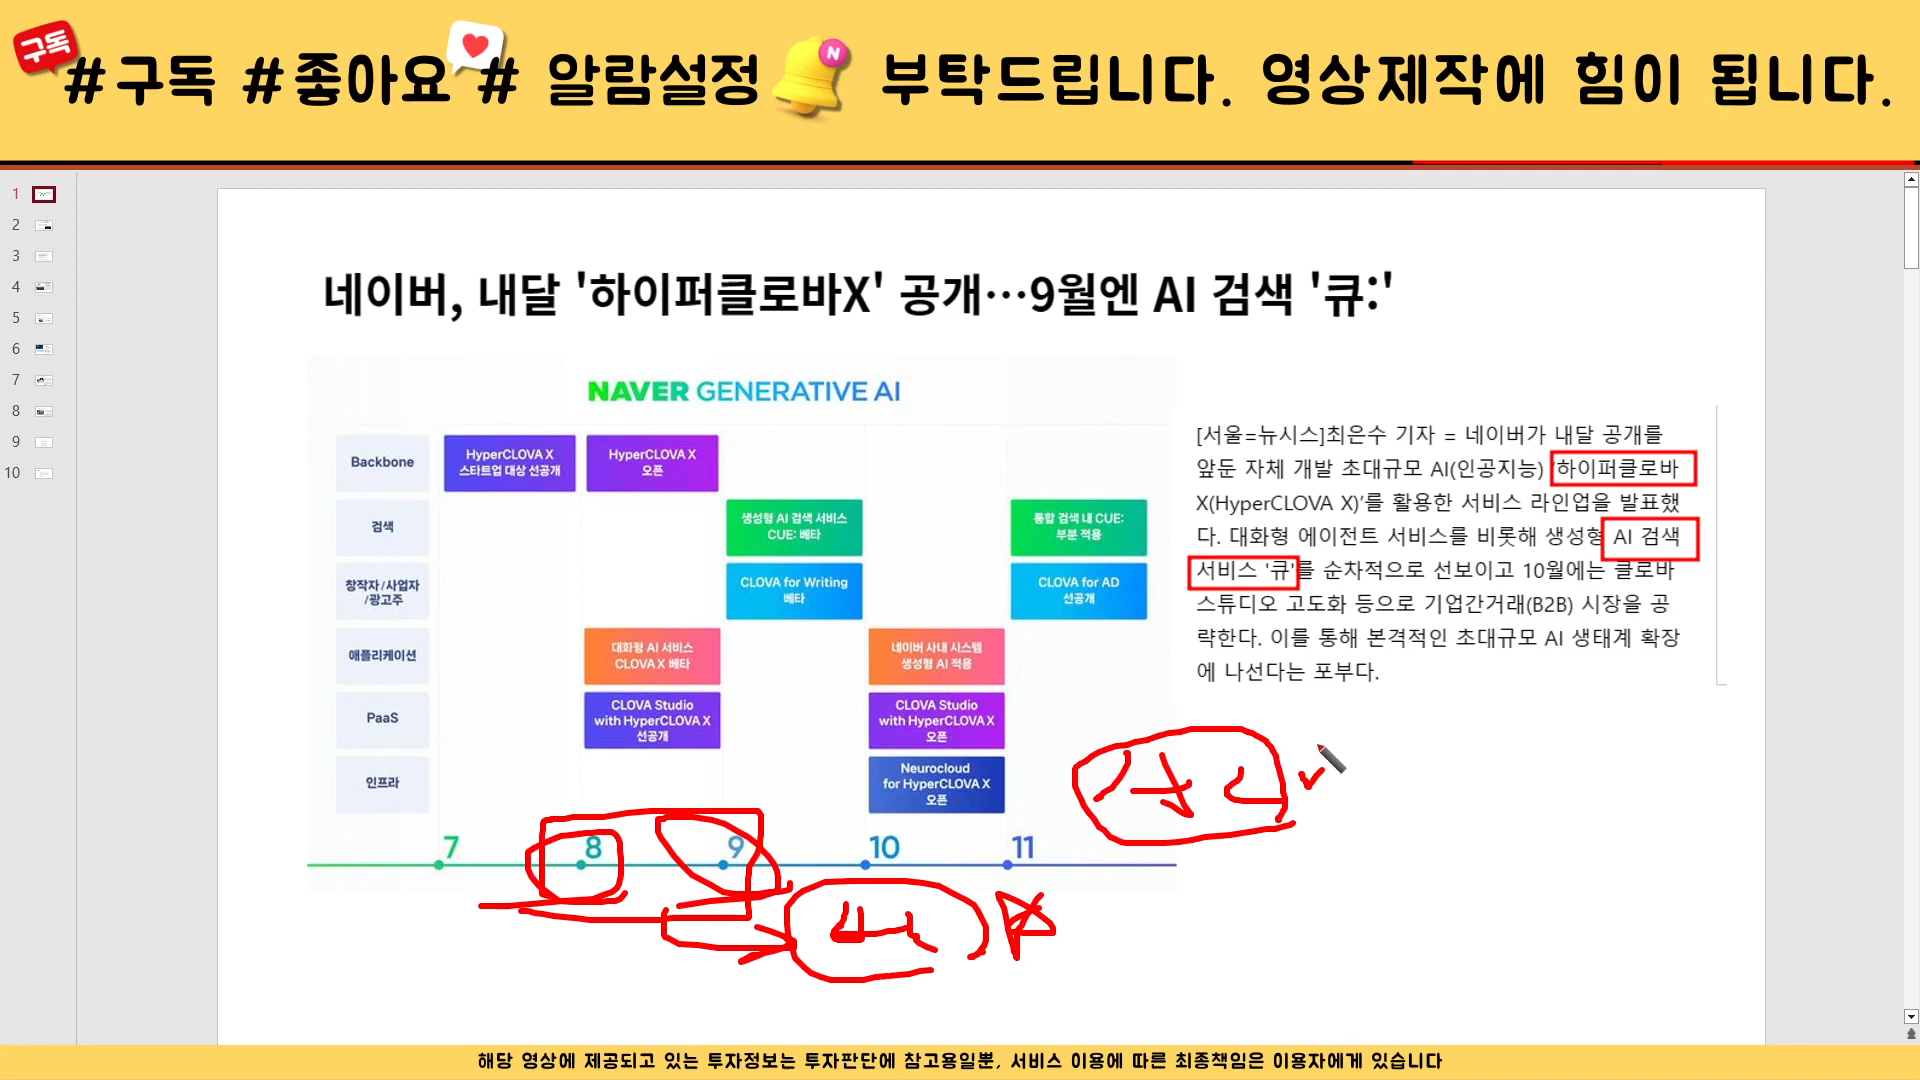 구독
#구독 #좋아요 # 알람설정 N 부탁드립니다. 영상제작에 힘이 됩니다.
1
2
3
4
5
6
7
8
9
10
네이버, 내달 '하이퍼클로바X' 공개…9월엔 AI 검색 '큐:'
NAVER GENERATIVE AI
Backbone
HyperCLOVA X
스타트업 대상 선공개
HyperCLOVA X
오픈
검색
생성형 AI 검색 서비스
CUE: 베타
통합 검색 내 CUE:
부분 적용
창작자/사업자
/광고주
CLOVA for Writing
베타
CLOVA for AD
선공개
애플리케이션
대화형 AI 서비스
CLOVA X 베타
네이버 사내 시스템
생성형 AI 적용
PaaS
CLOVA Studio
with HyperCLOVA X
선공개
CLOVA Studio
with HyperCLOVA X
오픈
인프라
Neurocloud
for HyperCLOVA X
오픈
7
8
9
10
11
[서울=뉴시스]최은수 기자 = 네이버가 내달 공개를
앞둔 자체 개발 초대규모 AI(인공지능) '하이퍼클로바
X(HyperCLOVA X)'를 활용한 서비스 라인업을 발표했
다. 대화형 에이전트 서비스를 비롯해 생성형 AI 검색
서비스 '큐'를 순차적으로 선보이고 10월에는 클로바
스튜디오 고도화 등으로 기업간거래(B2B) 시장을 공
략한다. 이를 통해 본격적인 초대규모 AI 생태계 확장
에 나선다는 포부다.
해당 영상에 제공되고 있는 투자정보는 투자판단에 참고용일뿐, 서비스 이용에 따른 최종책임은 이용자에게 있습니다